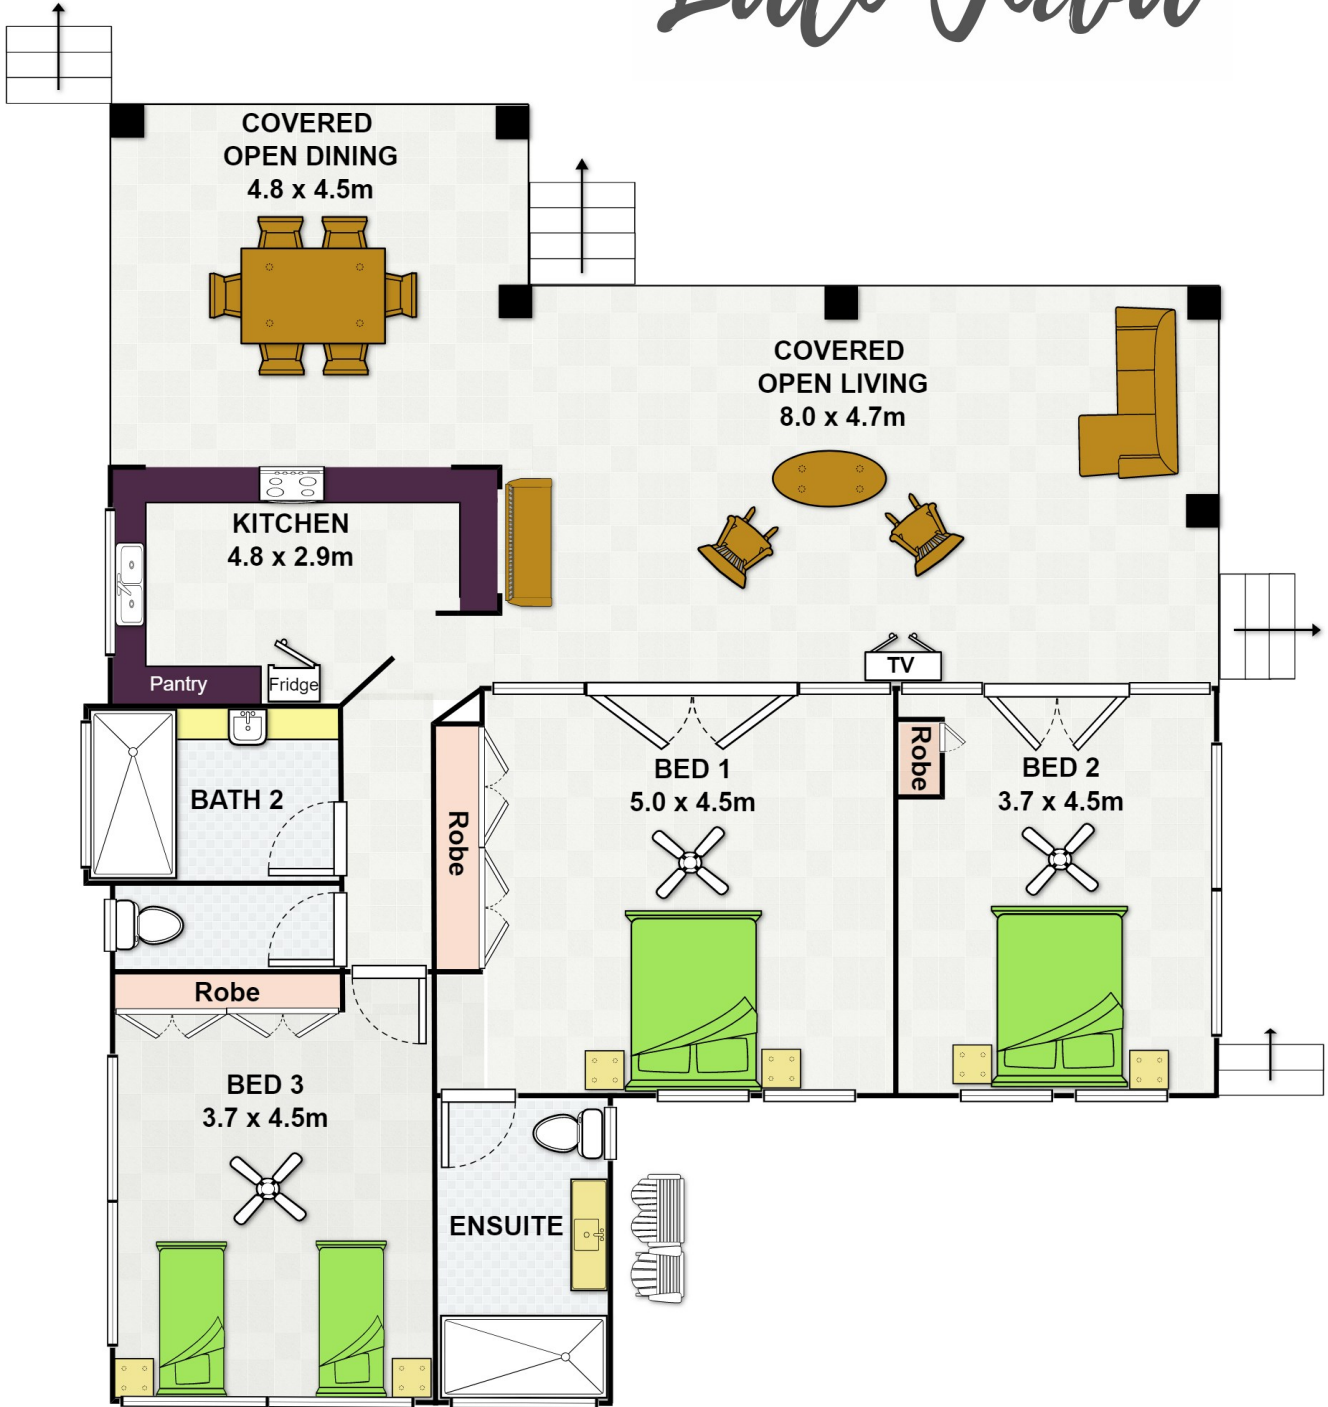 COVERED
OPEN DINING
4.8 x 4.5m
COVERED
OPEN LIVING
8.0 x 4.7m
KITCHEN
4.8 x 2.9m
TV
Pantry
Fridge
Robe
BED 1
5.0 x 4.5m
BED 2
3.7 x 4.5m
BATH 2
Robe
Robe
BED 3
3.7 x 4.5m
ENSUITE